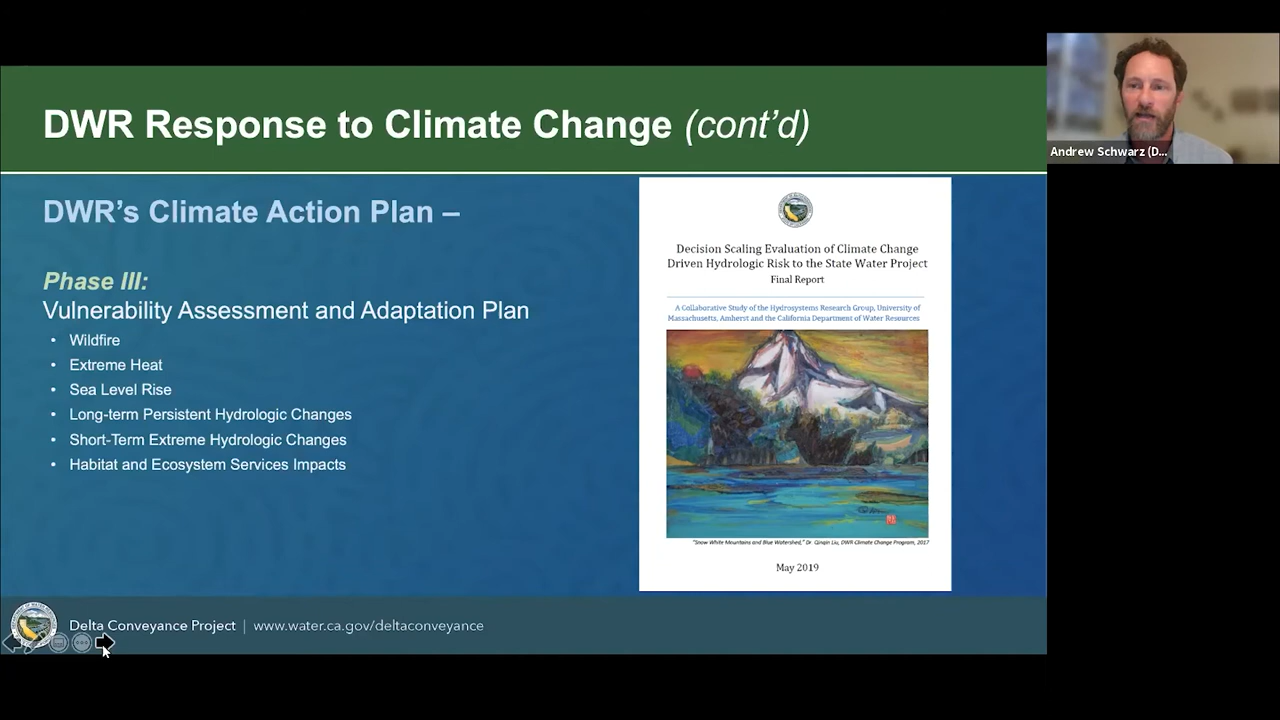 DWR Response to Climate Change (cont'd)
DWR's Climate Action Plan –
Phase III:
Vulnerability Assessment and Adaptation Plan
• Wildfire
• Extreme Heat
• Sea Level Rise
• Long-term Persistent Hydrologic Changes
• Short-Term Extreme Hydrologic Changes
• Habitat and Ecosystem Services Impacts
Decision Scaling Evaluation of Climate Change
Driven Hydrologic Risk to the State Water Project
Final Report
A Collaborative Study of the Hydrosystems Research Group, University of
Massachusetts, Amherst and the California Department of Water Resources
"Snow White Mountains and Blue Watershed," Dr. Qinqin Liu, DWR Climate Change Program, 2017
May 2019
Delta Conveyance Project | www.water.ca.gov/deltaconveyance
Andrew Schwarz (D...